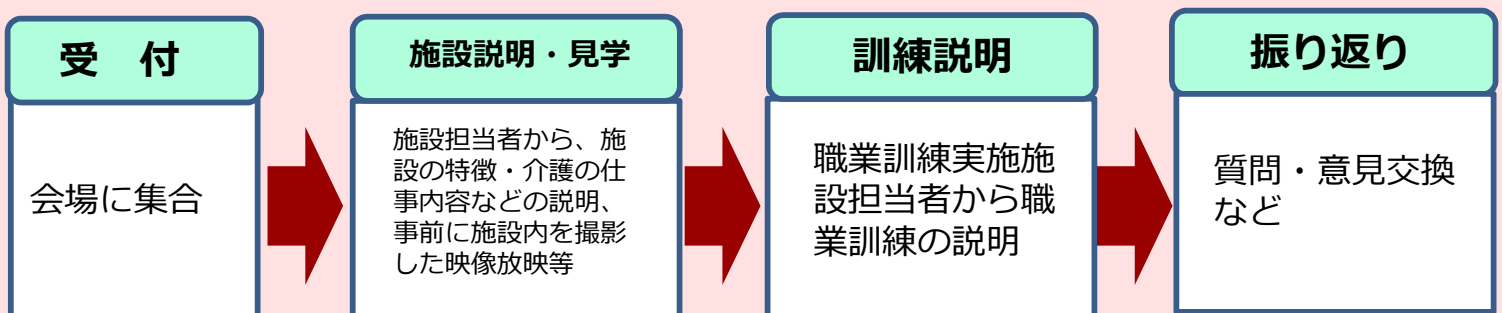 受　付
会場に集合
施設説明・見学
施設担当者から、施
設の特徴・介護の仕
事内容などの説明、
事前に施設内を撮影
した映像放映等
訓練説明
職業訓練実施施
設担当者から職
業訓練の説明
振り返り
質問・意見交換
など